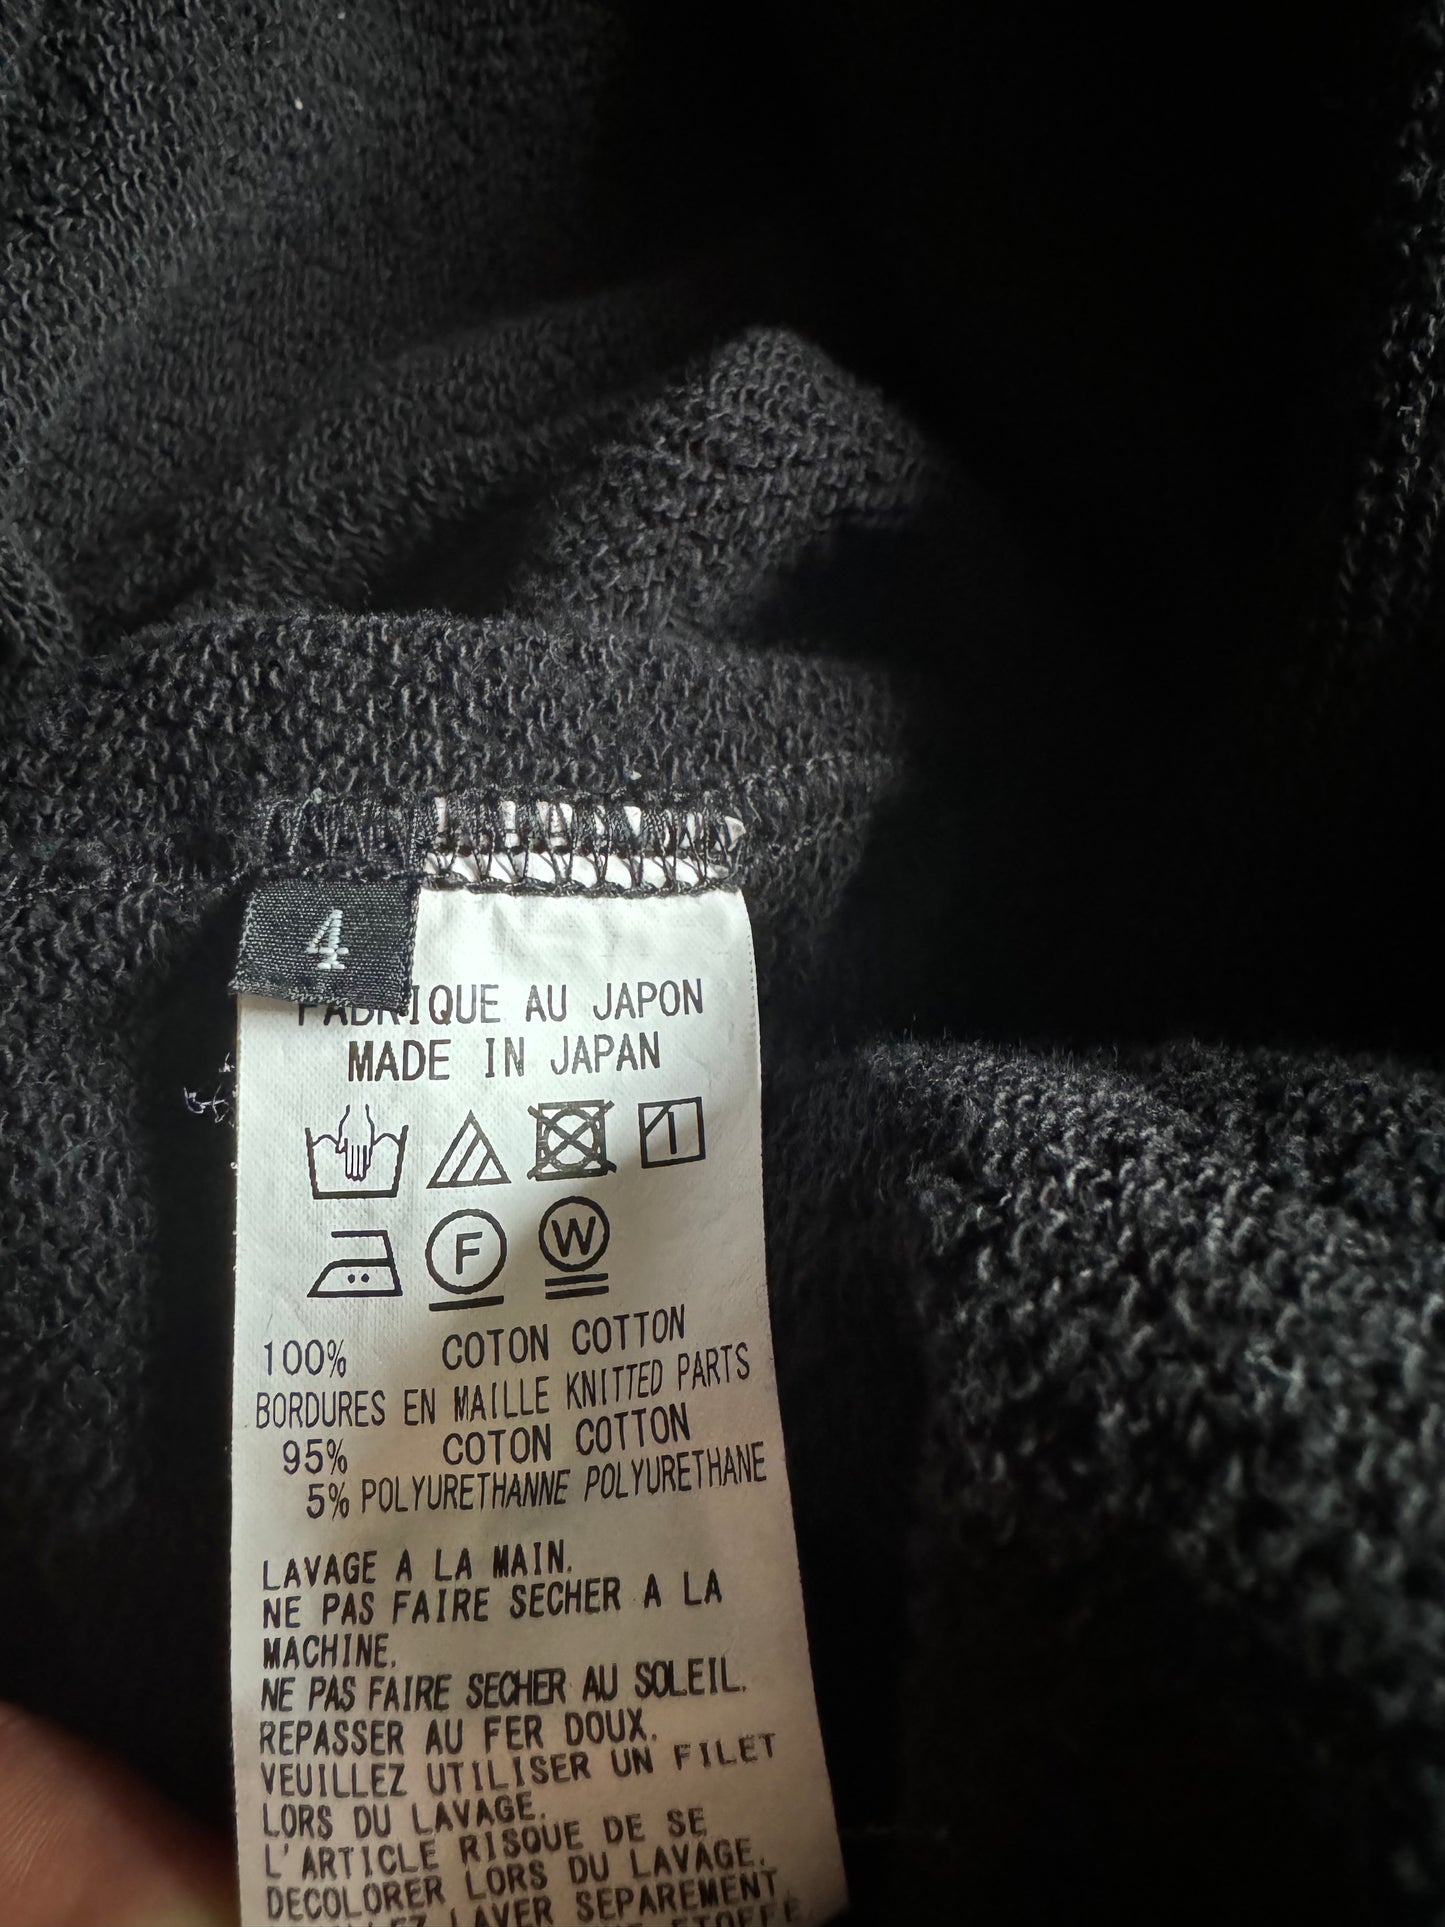 4
FABRIQUE AU JAPON
MADE IN JAPAN
F
W
100% COTON COTTON
BORDURES EN MAILLE KNITTED PARTS
95% COTON COTTON
5% POLYURETHANNE POLYURETHANE
LAVAGE A LA MAIN.
NE PAS FAIRE SECHER A LA
MACHINE.
NE PAS FAIRE SECHER AU SOLEIL.
REPASSER AU FER DOUX.
VEUILLEZ UTILISER UN FILET
LORS DU LAVAGE.
L'ARTICLE RISQUE DE SE
DECOLORER LORS DU LAVAGE.
LAVER SEPAREMENT